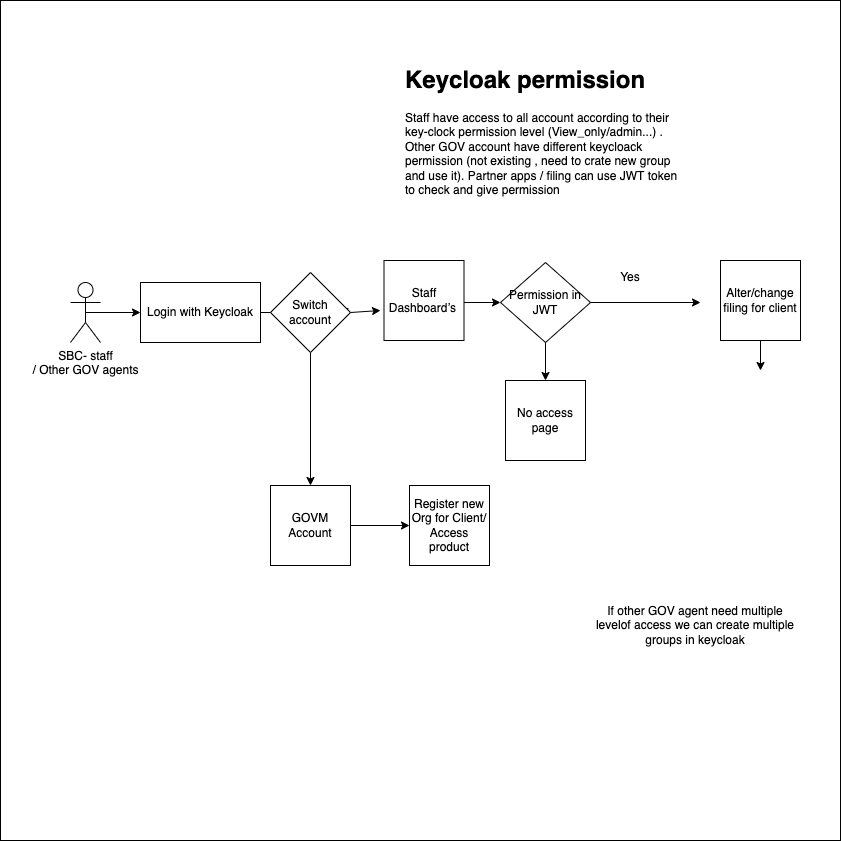 Keycloak permission
Staff have access to all account according to their
key-clock permission level (View_only/admin...) .
Other GOV account have different keycloack
permission (not existing , need to crate new group
and use it). Partner apps / filing can use JWT token
to check and give permission
SBC- staff
/ Other GOV agents
Login with Keycloak
Switch
account
Staff
Dashboard's
Permission in
JWT
Yes
Alter/change
filing for client
No access
page
GOVM
Account
Register new
Org for Client/
Access
product
If other GOV agent need multiple
levelof access we can create multiple
groups in keycloak